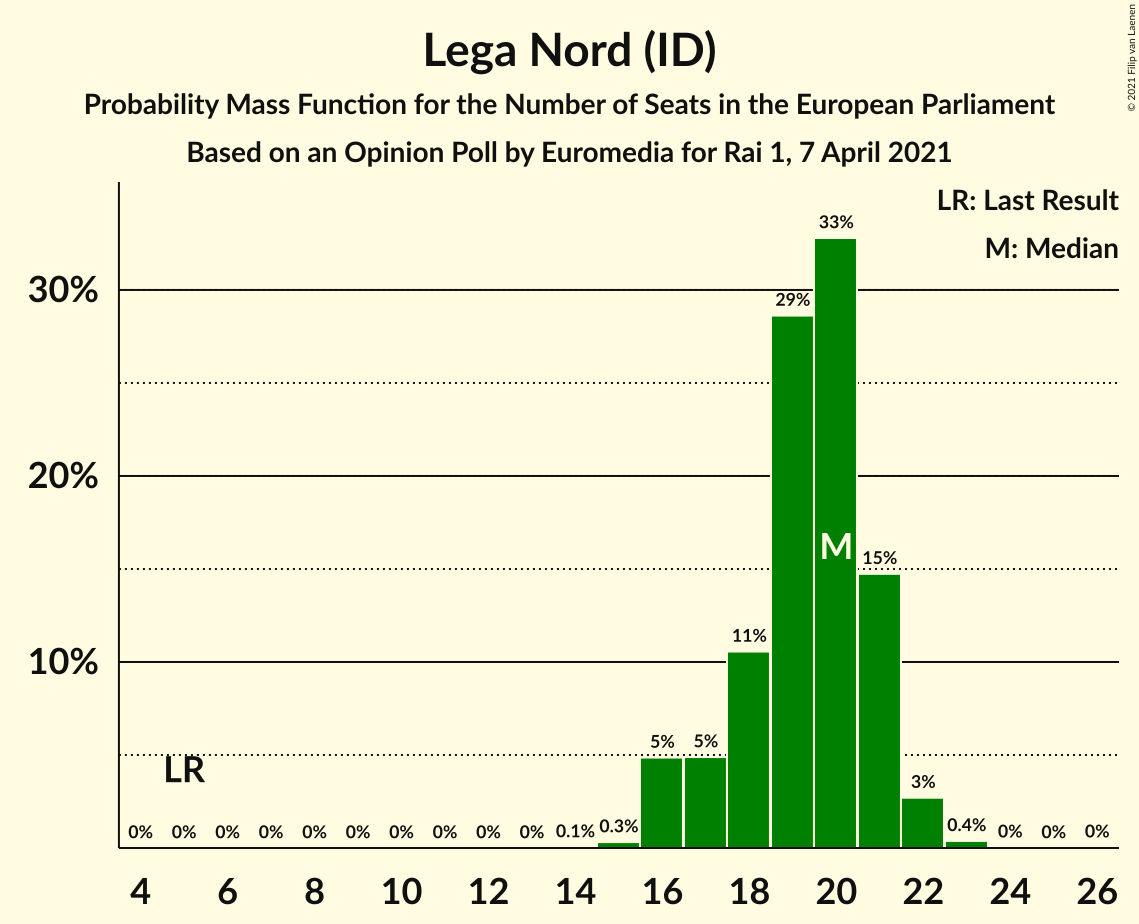 Lega Nord (ID)
Probability Mass Function for the Number of Seats in the European Parliament
Based on an Opinion Poll by Euromedia for Rai 1, 7 April 2021
© 2021 Filip van Laenen
LR: Last Result
M: Median
33%
30%
29%
20%
M
15%
11%
10%
5% 5%
LR
3%
0% 0% 0% 0% 0% 0% 0% 0% 0% 0% 0.1% 0.3% 0.4% 0% 0% 0%
4 6 8 10 12 14 16 18 20 22 24 26